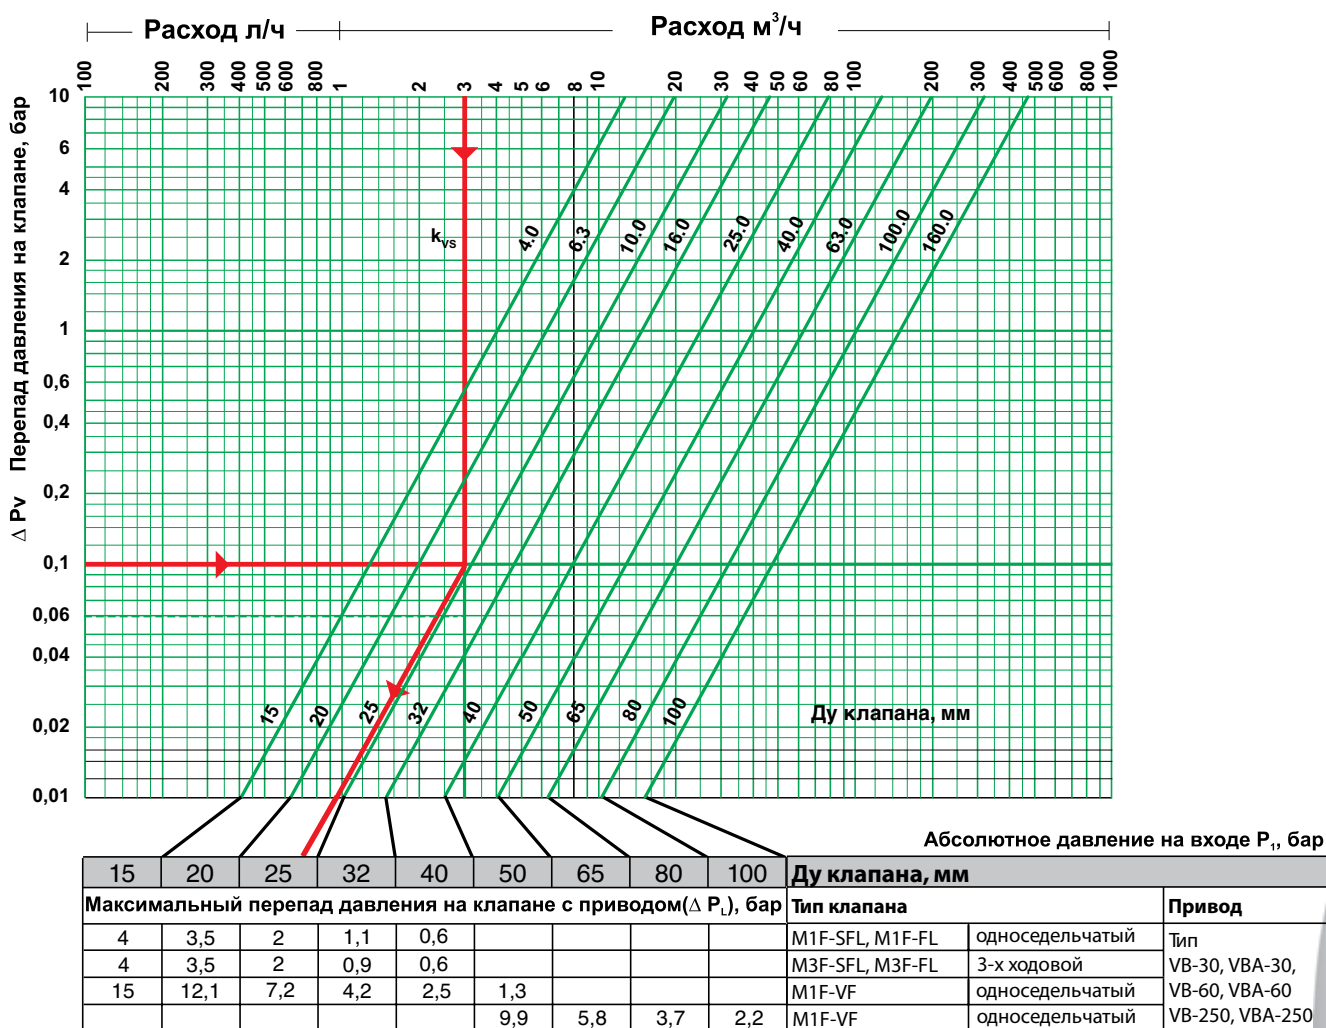 Расход л/ч Расход м³/ч
100 200 300 400 500 600 800 1 2 3 4 5 6 8 10 20 30 40 50 60 80 100 200 300 400 500 600 800 1000
Δ Pv Перепад давления на клапане, бар
10
6
4
2
1
0,6
0,4
0,2
0,1
0,06
0,04
0,02
0,01
kvs 4.0 6.3 10.0 16.0 25.0 40.0 63.0 100.0 160.0
15 20 25 32 40 50 65 80 100 Ду клапана, мм
Абсолютное давление на входе P₁, бар
15 20 25 32 40 50 65 80 100 Ду клапана, мм
Максимальный перепад давления на клапане с приводом(Δ PL), бар Тип клапана Привод
4 3,5 2 1,1 0,6 M1F-SFL, M1F-FL односедельчатый Тип
4 3,5 2 0,9 0,6 M3F-SFL, M3F-FL 3-х ходовой VB-30, VBA-30,
15 12,1 7,2 4,2 2,5 1,3 M1F-VF односедельчатый VB-60, VBA-60
9,9 5,8 3,7 2,2 M1F-VF односедельчатый VB-250, VBA-250